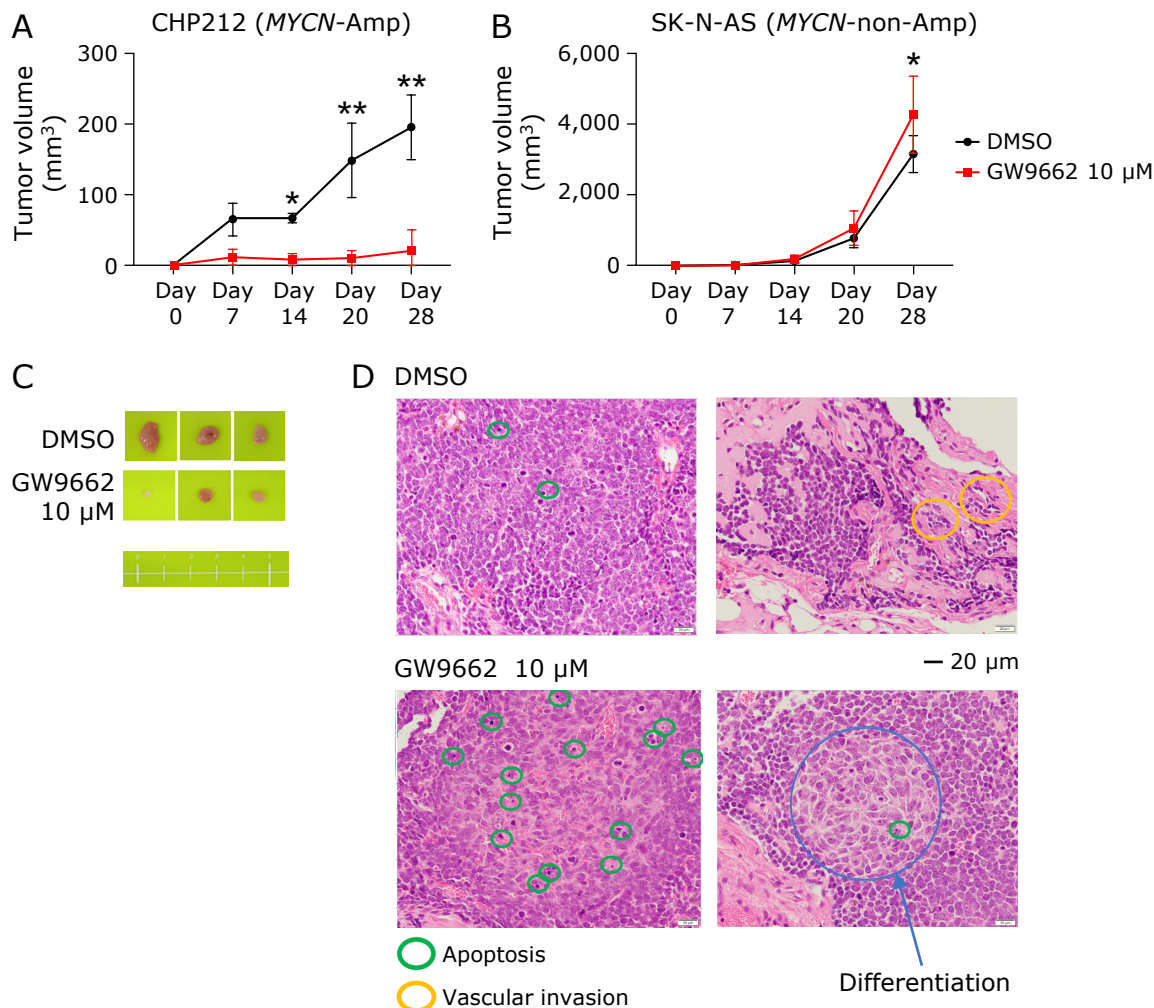 A
CHP212 (MYCN-Amp)
Tumor volume
(mm³)
300
200
100
0
*
**
**
Day
0
Day
7
Day
14
Day
20
Day
28
B
SK-N-AS (MYCN-non-Amp)
Tumor volume
(mm³)
6,000
4,000
2,000
0
*
Day
0
Day
7
Day
14
Day
20
Day
28
DMSO
GW9662 10 µM
C
DMSO
GW9662
10 µM
D
DMSO
20 µm
GW9662 10 µM
Apoptosis
Vascular invasion
Differentiation